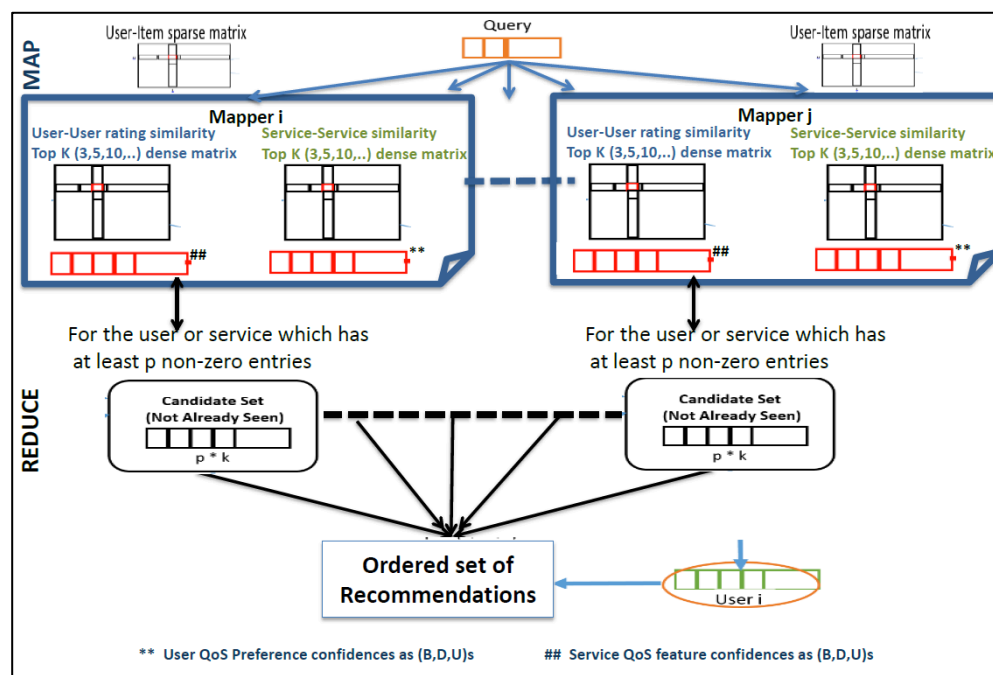 Query
User-Item sparse matrix
User-Item sparse matrix
MAP
Mapper i
User-User rating similarity
Top K (3,5,10,..) dense matrix
Service-Service similarity
Top K (3,5,10,..) dense matrix
##
**
Mapper j
User-User rating similarity
Top K (3,5,10,..) dense matrix
Service-Service similarity
Top K (3,5,10,..) dense matrix
##
**
For the user or service which has
at least p non-zero entries
For the user or service which has
at least p non-zero entries
REDUCE
Candidate Set
(Not Already Seen)
p * k
Candidate Set
(Not Already Seen)
p * k
Ordered set of
Recommendations
User i
** User QoS Preference confidences as (B,D,U)s
## Service QoS feature confidences as (B,D,U)s